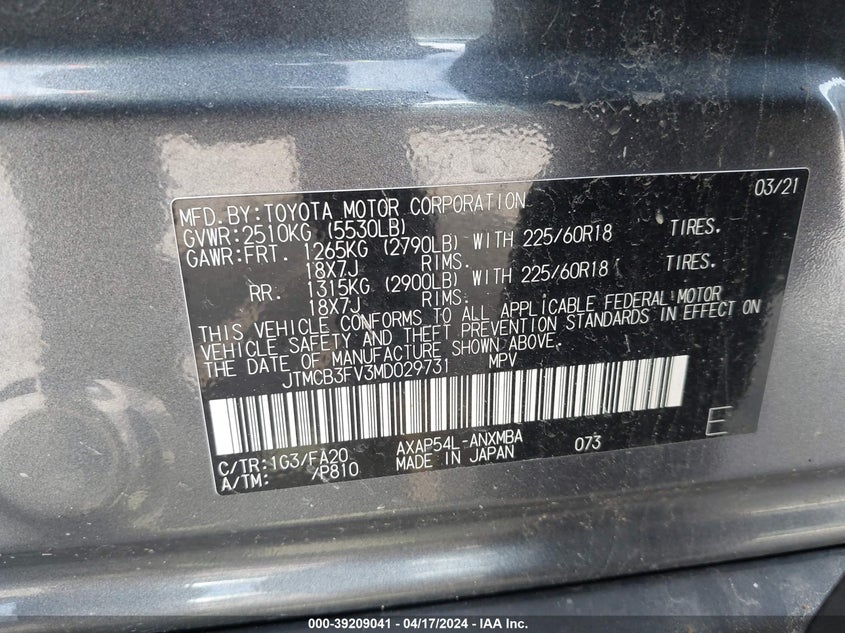 03/21
MFD.BY:TOYOTA MOTOR CORPORATION
GVWR:2510KG (5530LB)
GAWR:FRT. 1265KG (2790LB) WITH 225/60R18 TIRES.
18X7J RIMS.
RR. 1315KG (2900LB) WITH 225/60R18 TIRES.
18X7J RIMS.
THIS VEHICLE CONFORMS TO ALL APPLICABLE FEDERAL MOTOR
VEHICLE SAFETY AND THEFT PREVENTION STANDARDS IN EFFECT ON
THE DATE OF MANUFACTURE SHOWN ABOVE.
JTMCB3FV3MD029731 MPV
C/TR:1G3/FA20 AXAP54L-ANXMBA 073 E
A/TM: /P810 MADE IN JAPAN
000-39209041 - 04/17/2024 - IAA Inc.